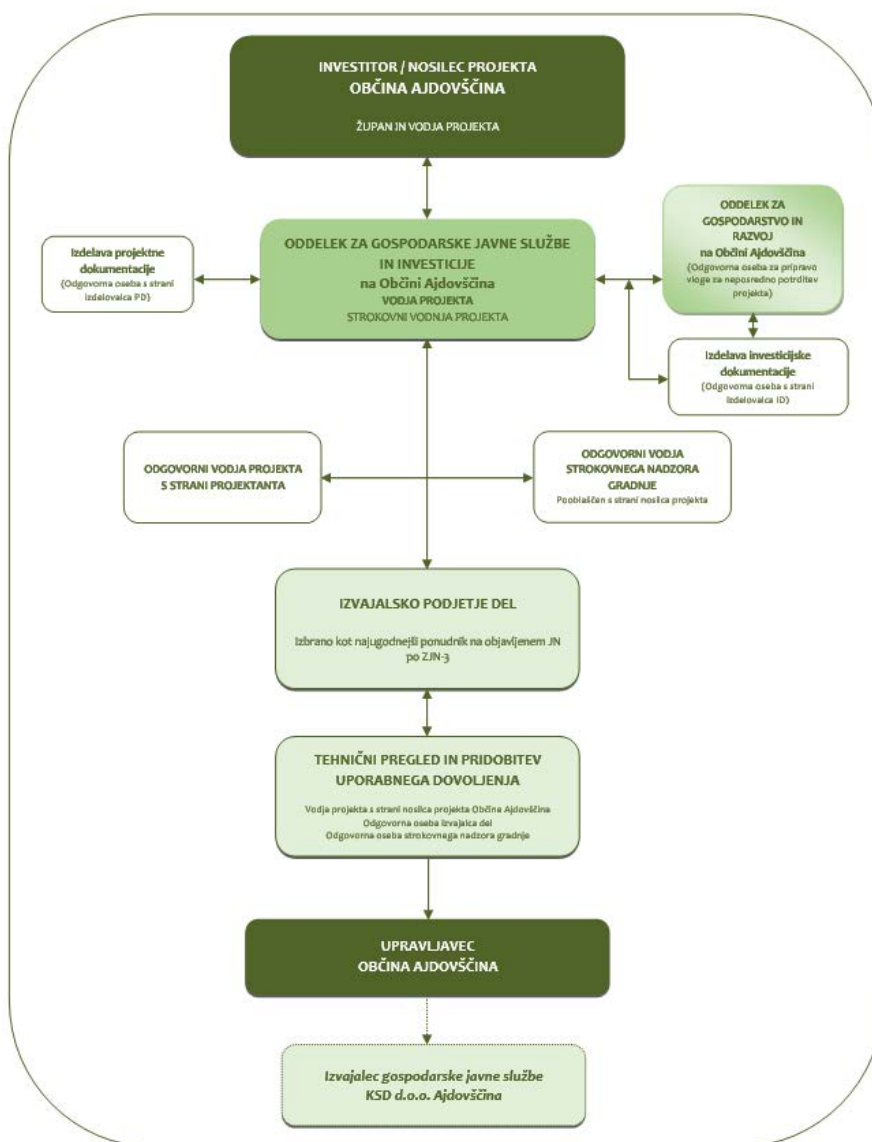 INVESTITOR / NOSILEC PROJEKTA
OBČINA AJDOVŠČINA
ŽUPAN IN VODJA PROJEKTA
ODDELEK ZA GOSPODARSKE JAVNE SLUŽBE
IN INVESTICIJE
na Občini Ajdovščina
VODJA PROJEKTA
STROKOVNI VODNJA PROJEKTA
Izdelava projektne
dokumentacije
(Odgovorna oseba s strani
izdelovalca PD)
ODDELEK ZA
GOSPODARSTVO IN
RAZVOJ
na Občini Ajdovščina
(Odgovorna oseba za pripravo
vloge za neposredno potrditev
projekta)
Izdelava investicijske
dokumentacije
(Odgovorna oseba s strani
izdelovalca ID)
ODGOVORNI VODJA PROJEKTA
S STRANI PROJEKTANTA
ODGOVORNI VODJA
STROKOVNEGA NADZORA
GRADNJE
Pooblaščen s strani nosilca projekta
IZVAJALSKO PODJETJE DEL
Izbrano kot najugodnejši ponudnik na objavljenem JN
po ZJN-3
TEHNIČNI PREGLED IN PRIDOBITEV
UPORABNEGA DOVOLJENJA
Vodja projekta s strani nosilca projekta Občine Ajdovščina
Odgovorna oseba izvajalca del
Odgovorna oseba strokovnega nadzora gradnje
UPRAVLJAVEC
OBČINA AJDOVŠČINA
Izvajalec gospodarske javne službe
KSD d.o.o. Ajdovščina